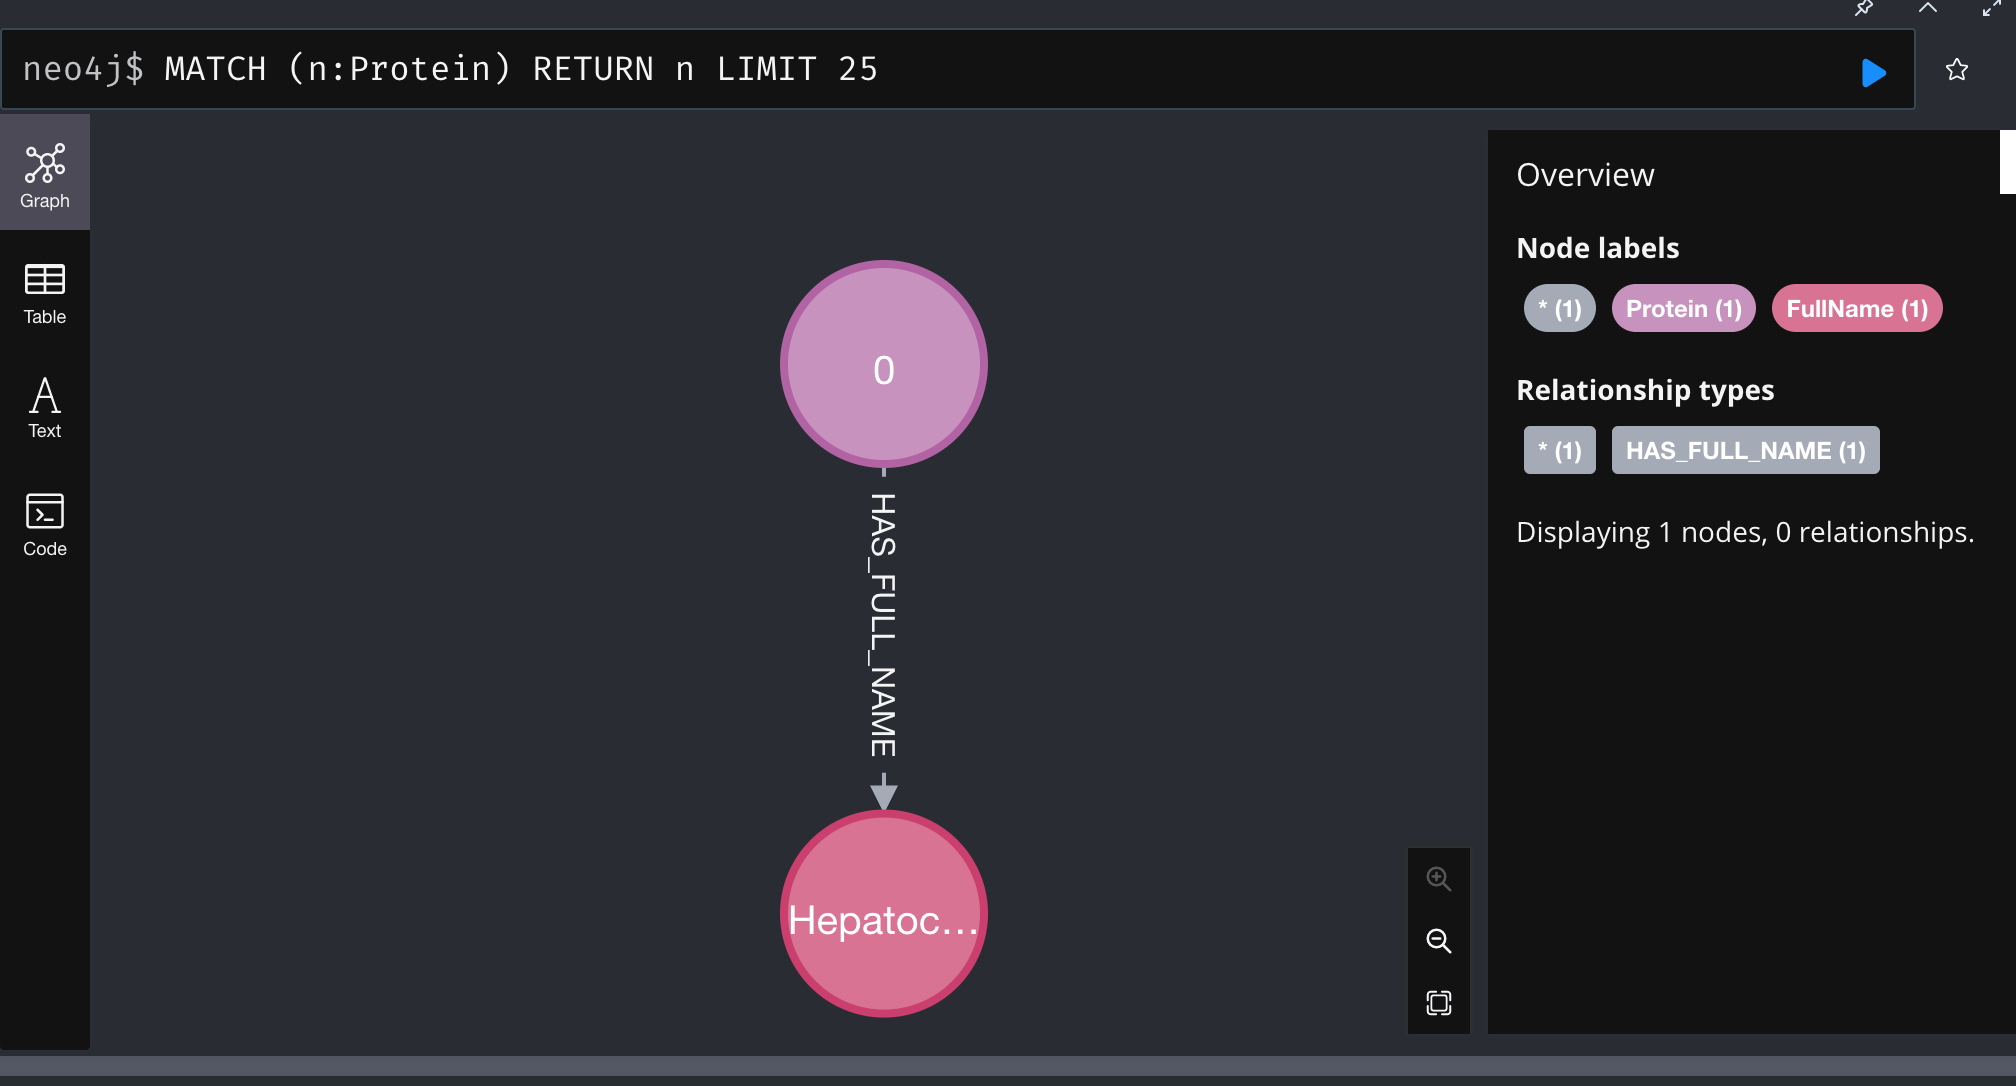 neo4j$ MATCH (n:Protein) RETURN n LIMIT 25
Graph
Table
Text
Code
0
HAS_FULL_NAME
Hepatoc...
Overview
Node labels
* (1) Protein (1) FullName (1)
Relationship types
* (1) HAS_FULL_NAME (1)
Displaying 1 nodes, 0 relationships.